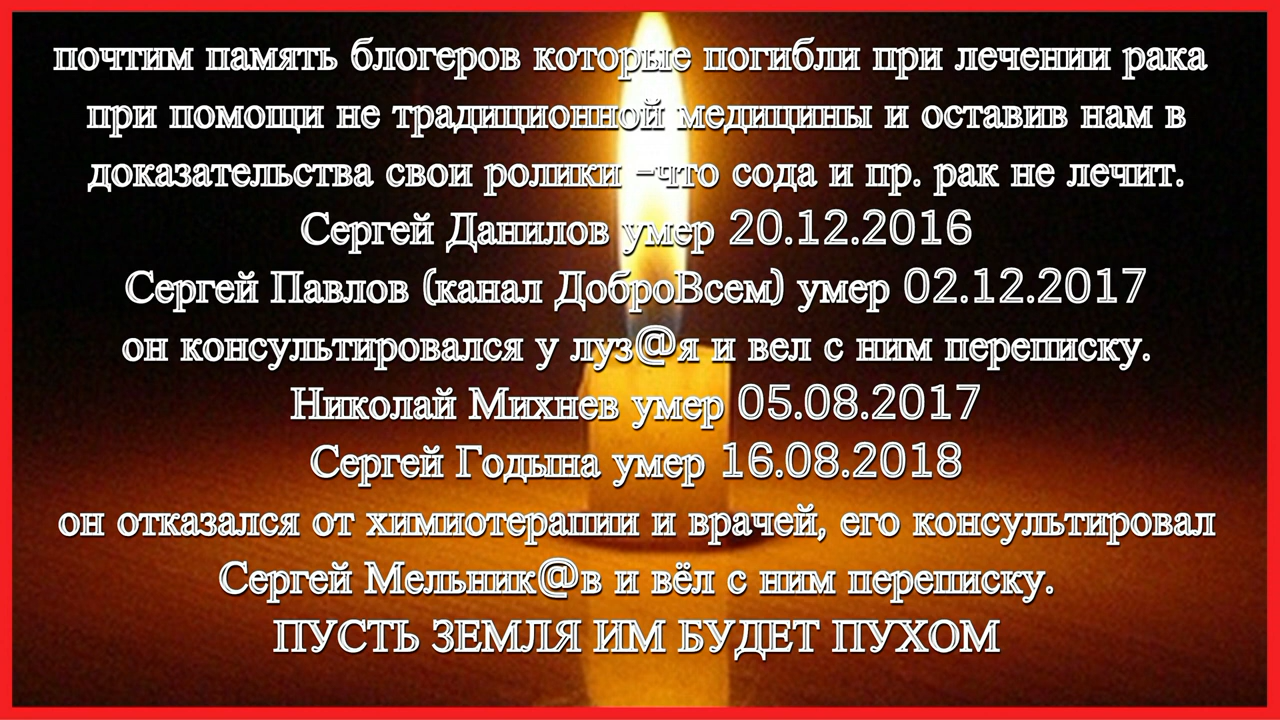 почтим память блогеров которые погибли при лечении рака
при помощи не традиционной медицины и оставив нам в
доказательства свои ролики -что сода и пр. рак не лечит.
Сергей Данилов умер 20.12.2016
Сергей Павлов (канал ДоброВсем) умер 02.12.2017
он консультировался у луз@я и вел с ним переписку.
Николай Михнев умер 05.08.2017
Сергей Годына умер 16.08.2018
он отказался от химиотерапии и врачей, его консультировал
Сергей Мельник@в и вёл с ним переписку.
ПУСТЬ ЗЕМЛЯ ИМ БУДЕТ ПУХОМ